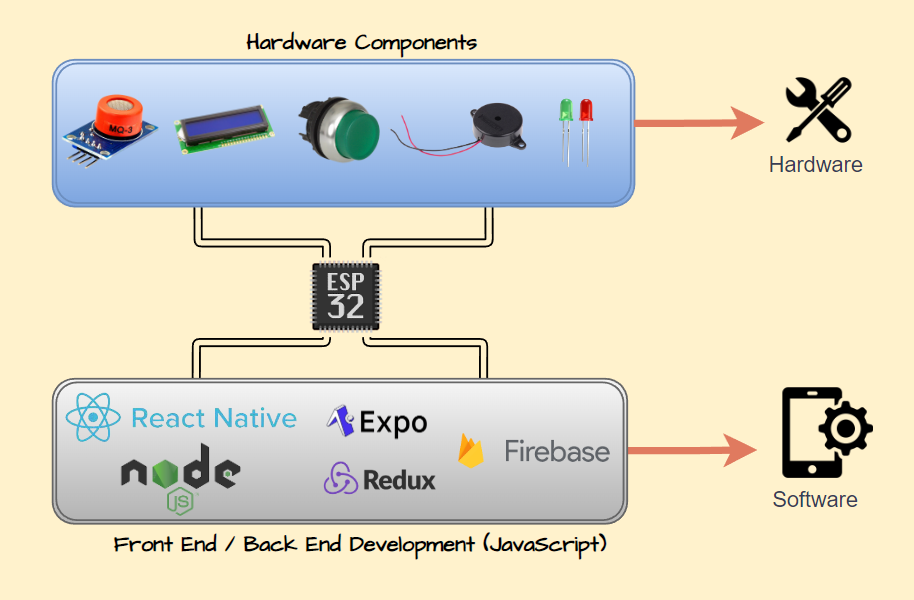 Hardware Components
MQ-3
Hardware
ESP
32
React Native
Expo
node
JS
Redux
Firebase
Software
Front End / Back End Development (JavaScript)